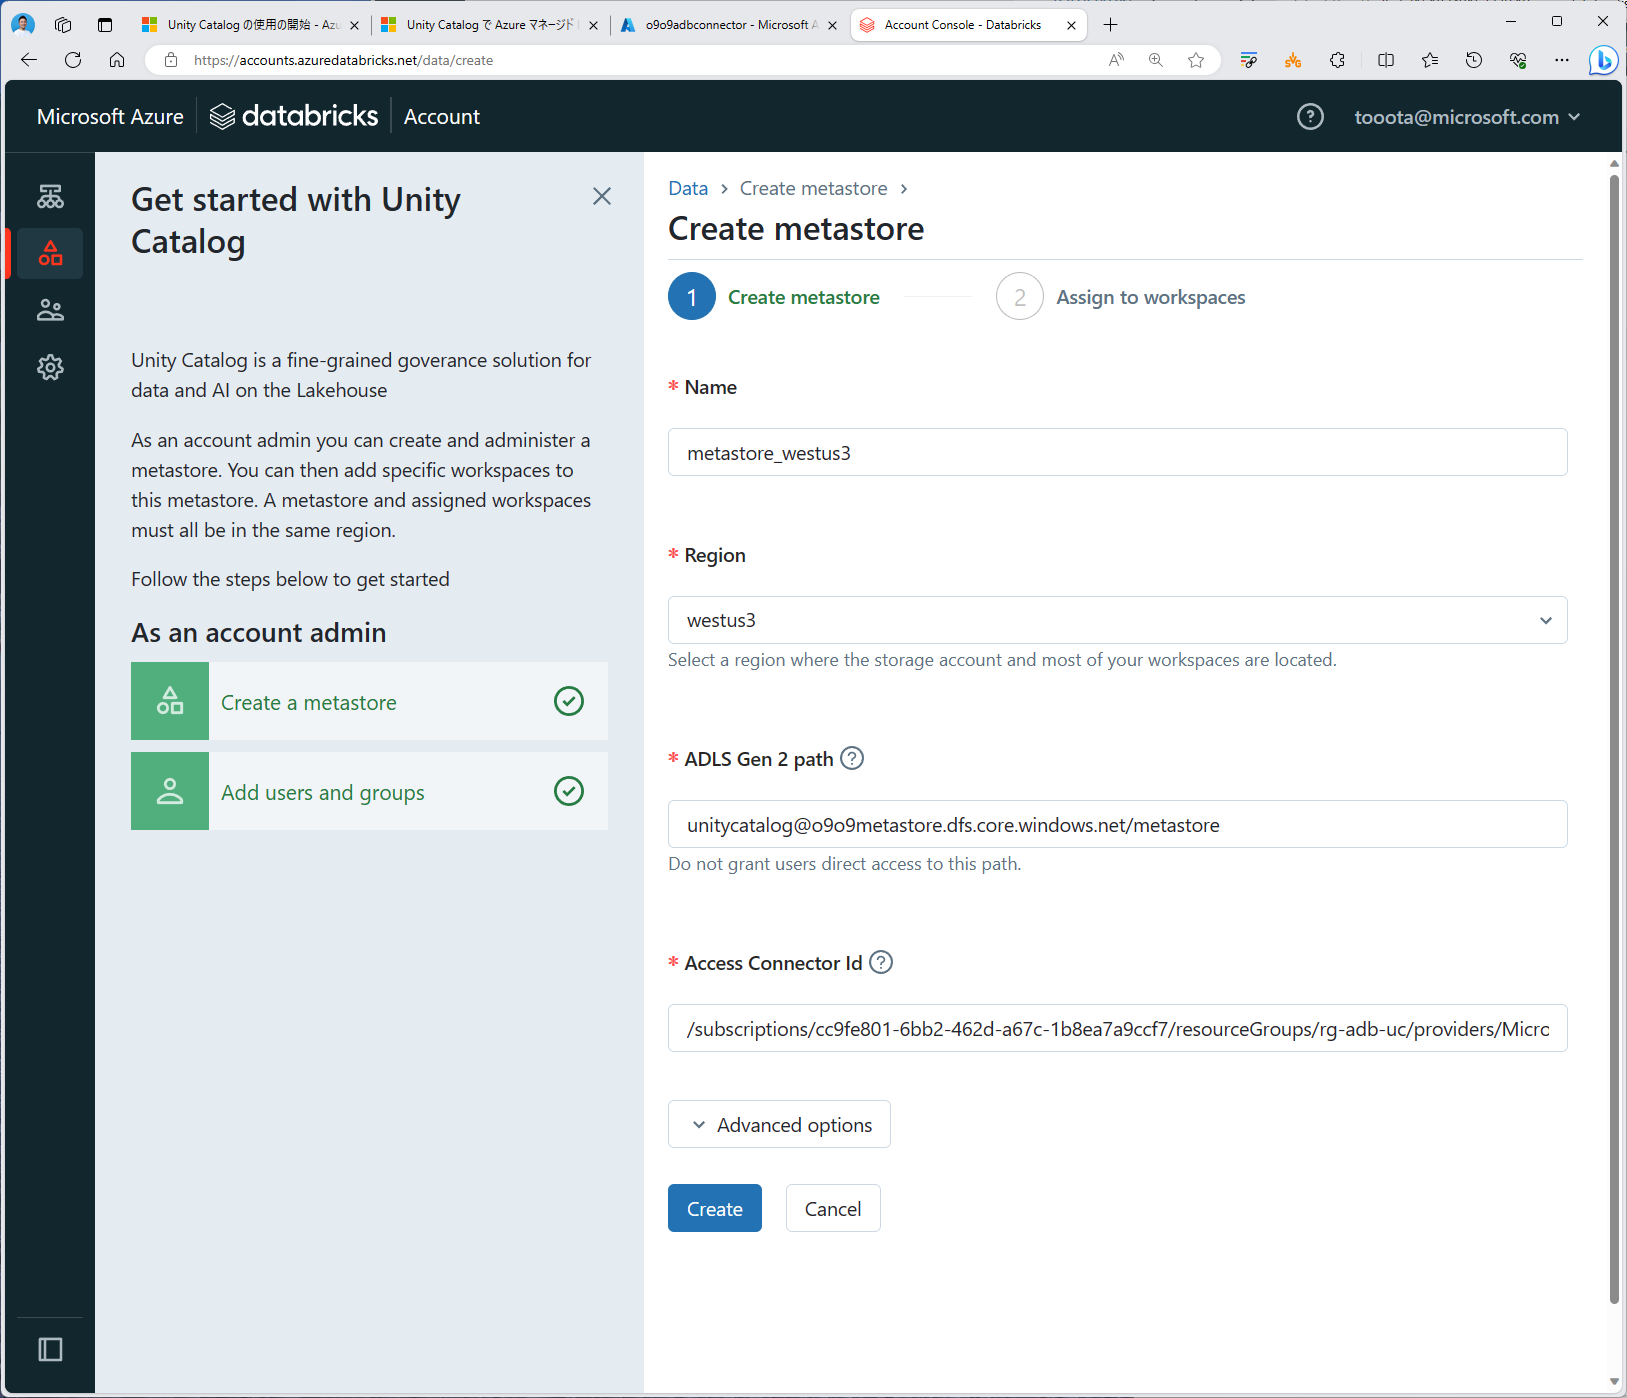 Unity Catalog の使用の開始 - Azu
Unity Catalog で Azure マネージド I
o9o9adbconnector - Microsoft A
Account Console - Databricks
https://accounts.azuredatabricks.net/data/create
Microsoft Azure
databricks
Account
tooota@microsoft.com
Get started with Unity
Catalog
Unity Catalog is a fine-grained goverance solution for
data and AI on the Lakehouse
As an account admin you can create and administer a
metastore. You can then add specific workspaces to
this metastore. A metastore and assigned workspaces
must all be in the same region.
Follow the steps below to get started
As an account admin
Create a metastore
Add users and groups
Data > Create metastore >
Create metastore
1 Create metastore
2 Assign to workspaces
* Name
metastore_westus3
* Region
westus3
Select a region where the storage account and most of your workspaces are located.
* ADLS Gen 2 path ?
unitycatalog@o9o9metastore.dfs.core.windows.net/metastore
Do not grant users direct access to this path.
* Access Connector Id ?
/subscriptions/cc9fe801-6bb2-462d-a67c-1b8ea7a9ccf7/resourceGroups/rg-adb-uc/providers/Micro
Advanced options
Create
Cancel